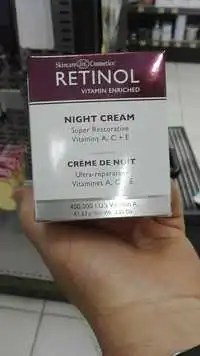 Skincare Cosmetics
RETINOL
VITAMIN ENRICHED
NIGHT CREAM
Super Restorative
Vitamins A, C + E
CRÈME DE NUIT
Ultra-réparatrice
Vitamines A, C + E
400,000 I.U.'s Vitamin A